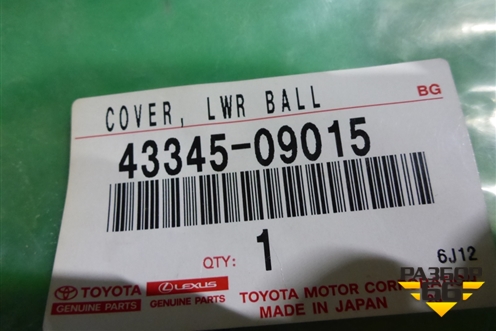 BG
COVER, LWR BALL
43345-09015
QTY: 1
6J12
TOYOTA LEXUS
GENUINE PARTS GENUINE PARTS
TOYOTA MOTOR CORPORATION
MADE IN JAPAN
РАЗБОР